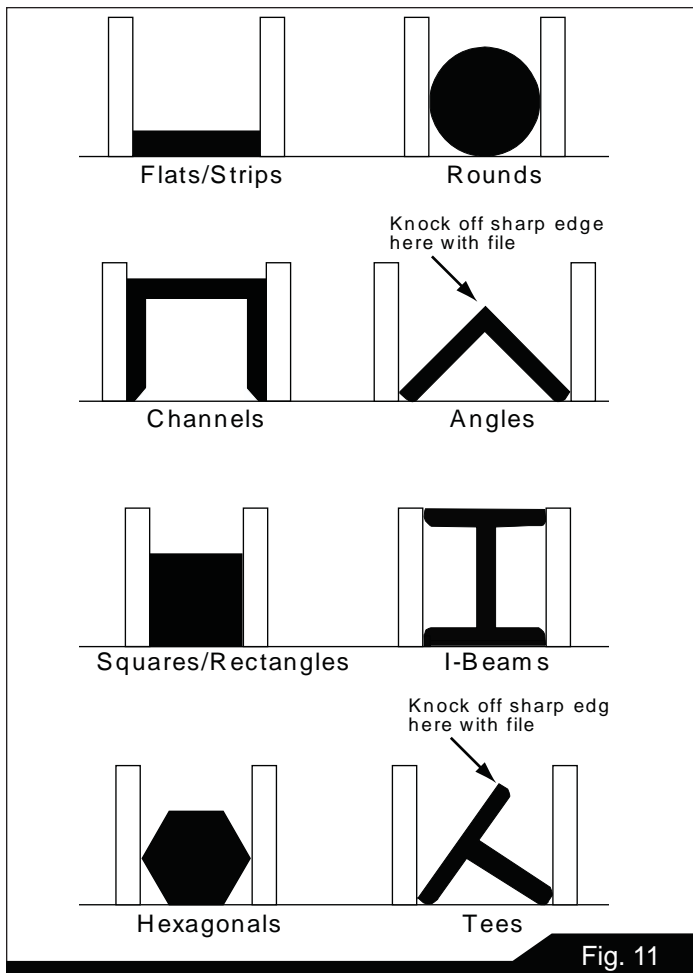 Flats/Strips
Rounds
Knock off sharp edge
here with file
Channels
Angles
Squares/Rectangles
I-Beams
Knock off sharp edg
here with file
Hexagonals
Tees
Fig. 11